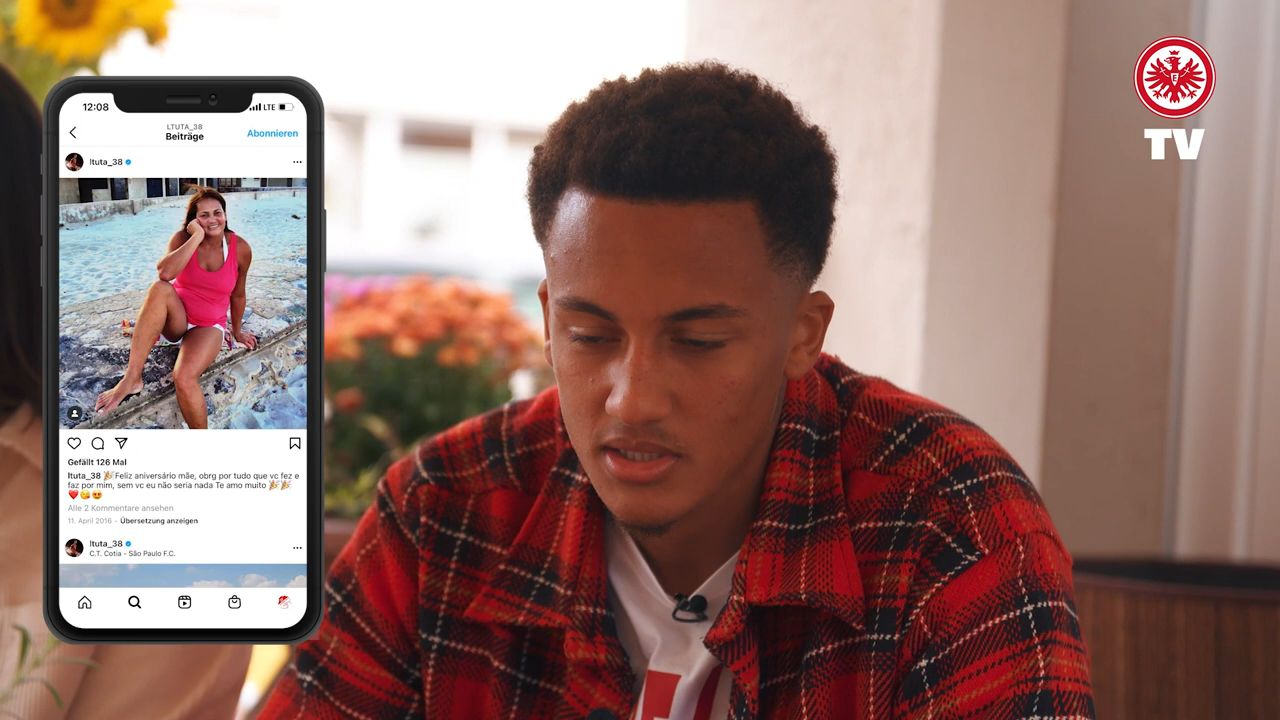 12:08
LTE
LTUTA_38
Beiträge
Abonnieren
ltuta_38
Gefällt 126 Mal
ltuta_38 🎉Feliz aniversário mãe, obrg por tudo que vc fez e
faz por mim, sem vc eu não seria nada Te amo muito 🎉🎉
❤️😘😍
Alle 2 Kommentare ansehen
11. April 2016 · Übersetzung anzeigen
ltuta_38
C.T. Cotia - São Paulo F.C.
TV